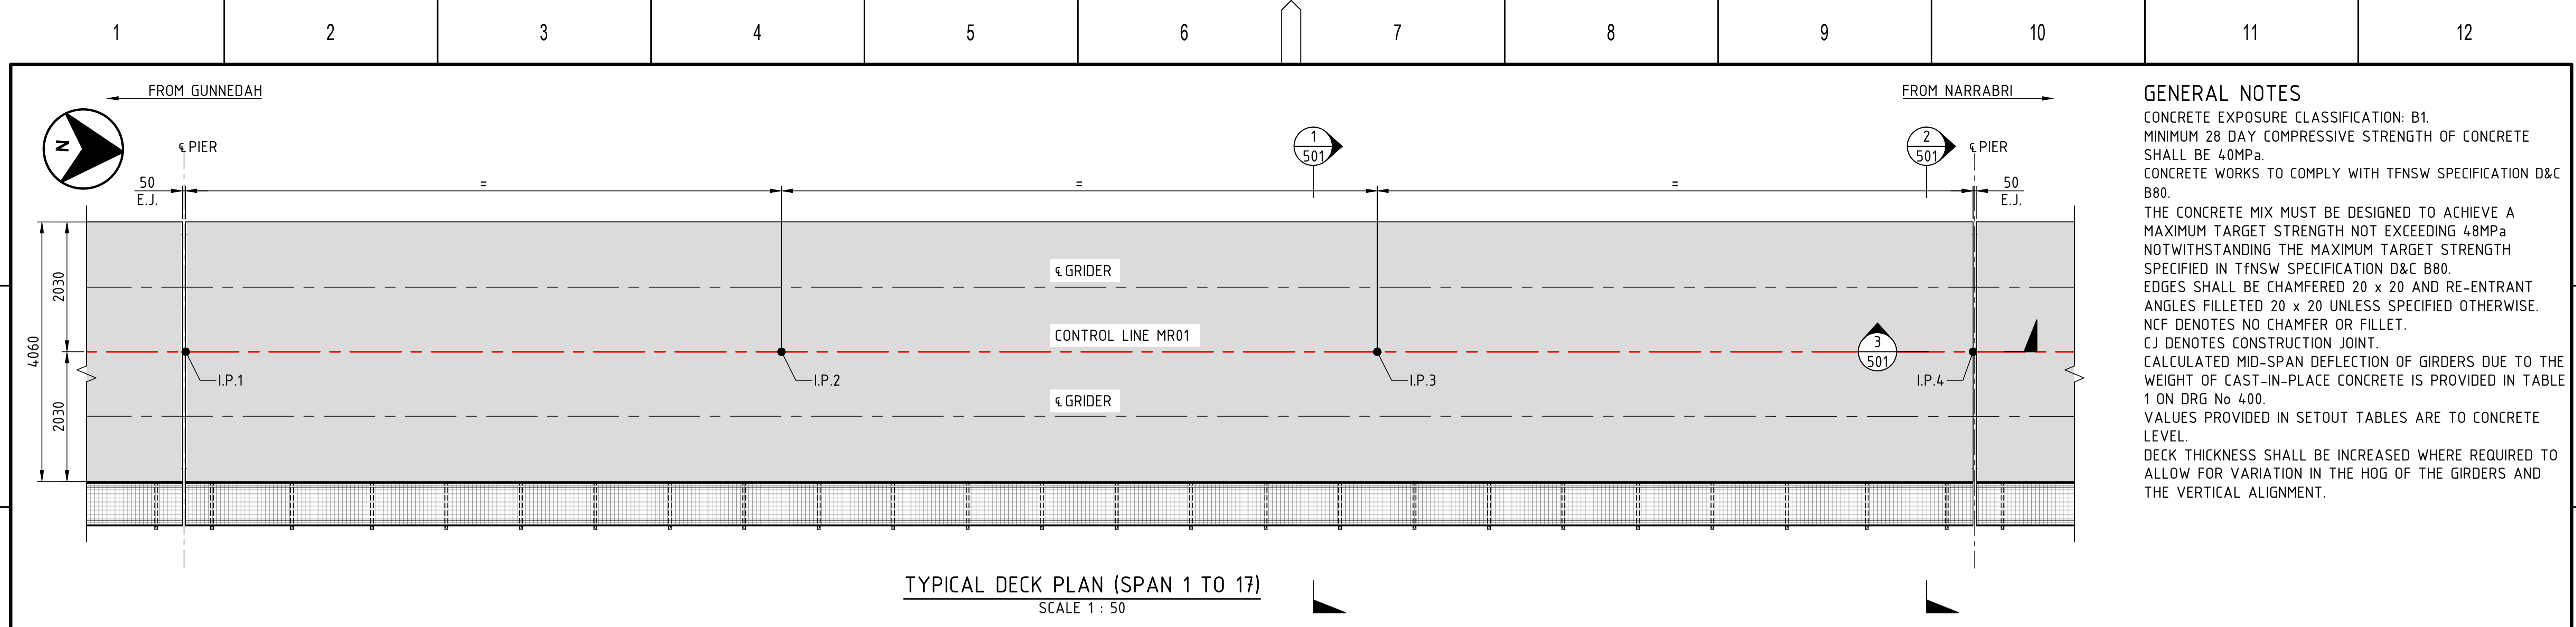 1 2 3 4 5 6 7 8 9 10 11 12
FROM GUNNEDAH
FROM NARRABRI
N
℄ PIER
1
501
2
501
℄ PIER
50
E.J.
=
=
=
50
E.J.
4060
2030
2030
℄ GRIDER
CONTROL LINE MR01
3
501
I.P.1
I.P.2
I.P.3
I.P.4
℄ GRIDER
TYPICAL DECK PLAN (SPAN 1 TO 17)
SCALE 1 : 50
GENERAL NOTES
CONCRETE EXPOSURE CLASSIFICATION: B1.
MINIMUM 28 DAY COMPRESSIVE STRENGTH OF CONCRETE
SHALL BE 40MPa.
CONCRETE WORKS TO COMPLY WITH TFNSW SPECIFICATION D&C
B80.
THE CONCRETE MIX MUST BE DESIGNED TO ACHIEVE A
MAXIMUM TARGET STRENGTH NOT EXCEEDING 48MPa
NOTWITHSTANDING THE MAXIMUM TARGET STRENGTH
SPECIFIED IN TfNSW SPECIFICATION D&C B80.
EDGES SHALL BE CHAMFERED 20 x 20 AND RE-ENTRANT
ANGLES FILLETED 20 x 20 UNLESS SPECIFIED OTHERWISE.
NCF DENOTES NO CHAMFER OR FILLET.
CJ DENOTES CONSTRUCTION JOINT.
CALCULATED MID-SPAN DEFLECTION OF GIRDERS DUE TO THE
WEIGHT OF CAST-IN-PLACE CONCRETE IS PROVIDED IN TABLE
1 ON DRG No 400.
VALUES PROVIDED IN SETOUT TABLES ARE TO CONCRETE
LEVEL.
DECK THICKNESS SHALL BE INCREASED WHERE REQUIRED TO
ALLOW FOR VARIATION IN THE HOG OF THE GIRDERS AND
THE VERTICAL ALIGNMENT.